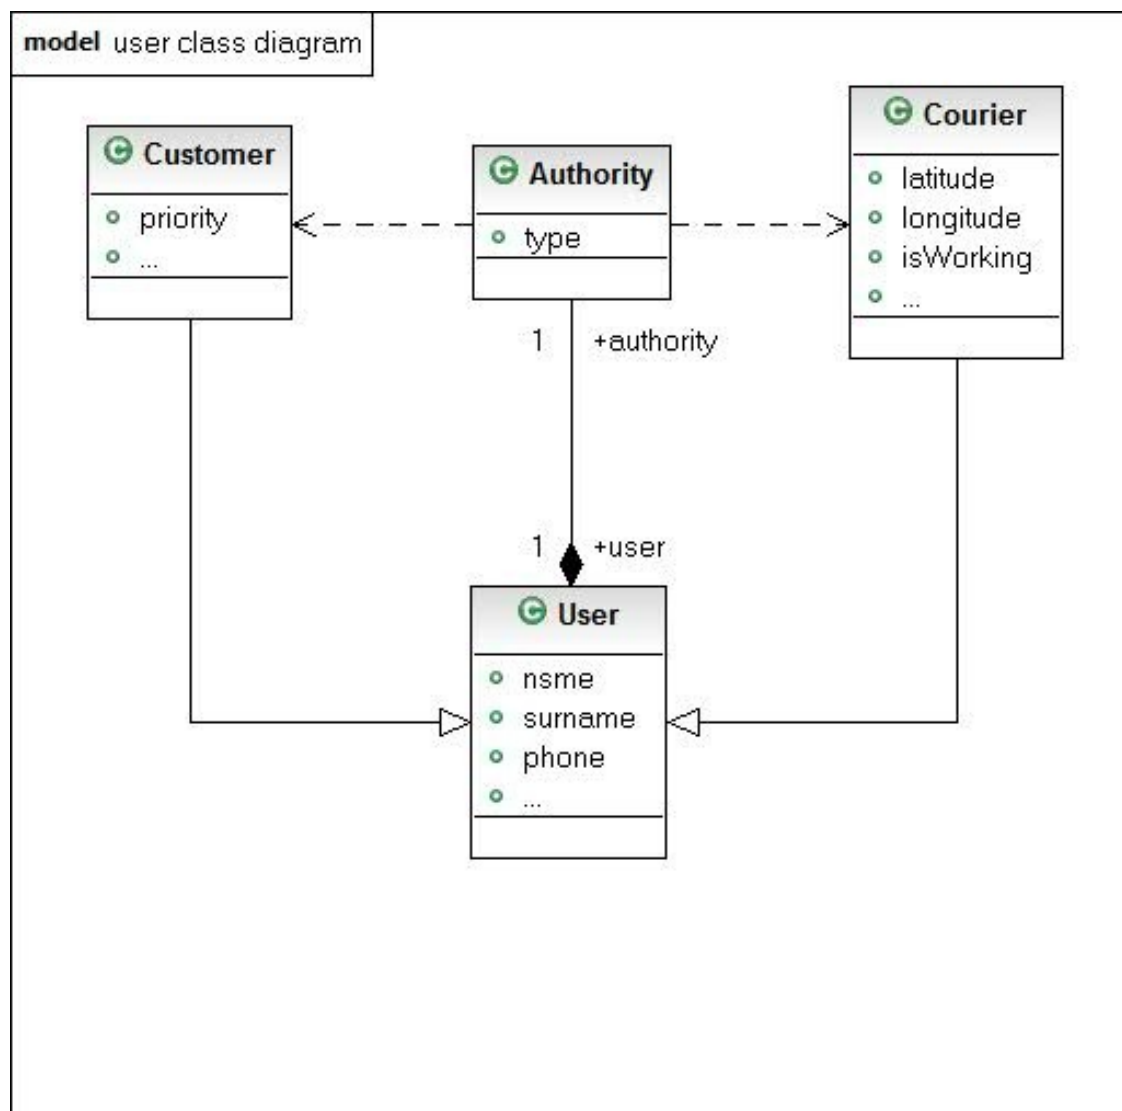 model user class diagram
Customer
priority
...
Authority
type
Courier
latitude
longitude
isWorking
...
1 +authority
1 +user
User
nsme
surname
phone
...